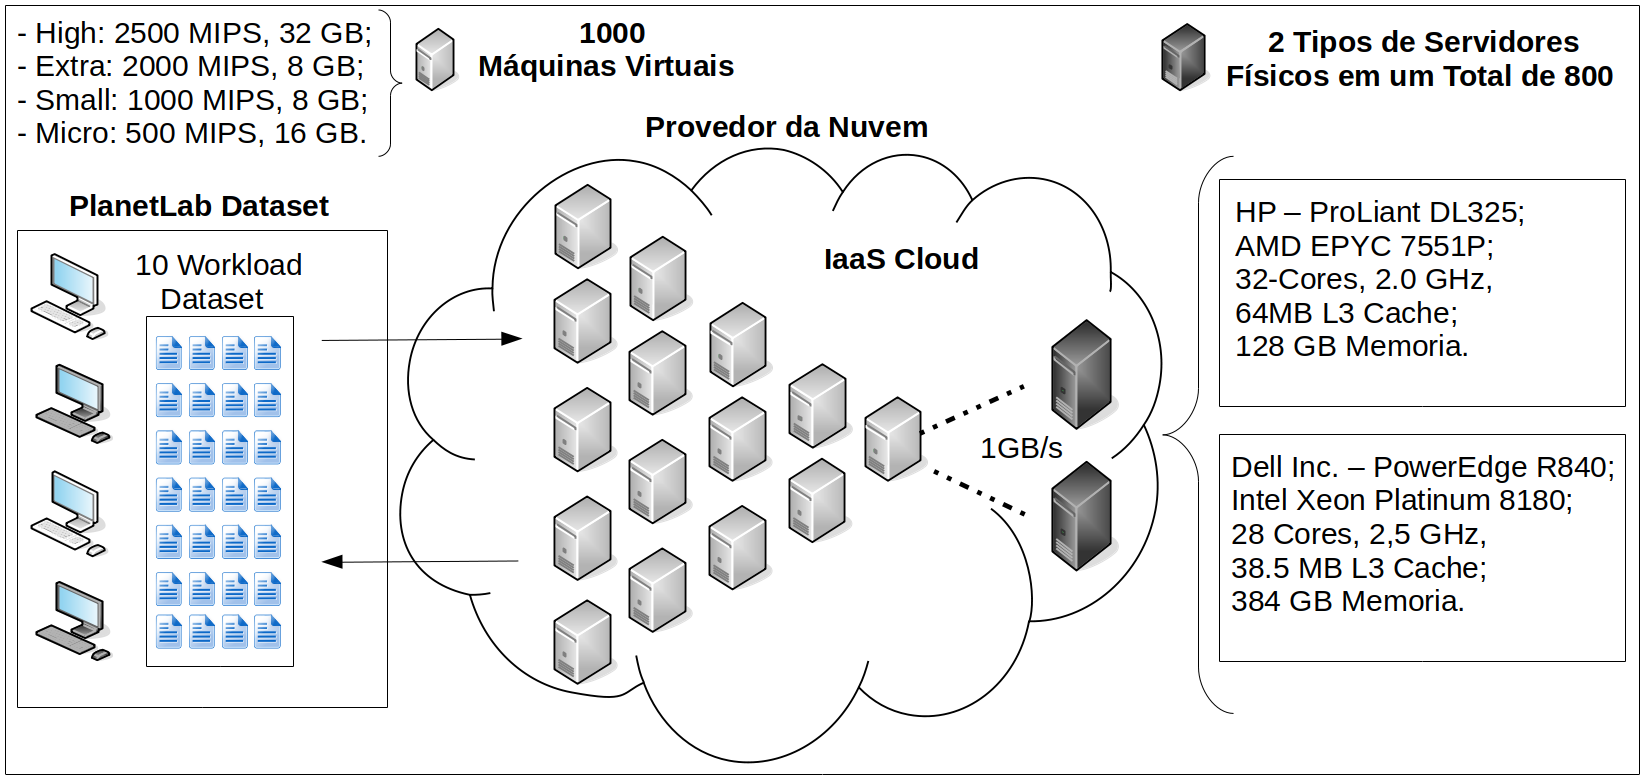 - High: 2500 MIPS, 32 GB;
- Extra: 2000 MIPS, 8 GB;
- Small: 1000 MIPS, 8 GB;
- Micro: 500 MIPS, 16 GB.
1000
Máquinas Virtuais
2 Tipos de Servidores
Físicos em um Total de 800
Provedor da Nuvem
PlanetLab Dataset
10 Workload
Dataset
IaaS Cloud
1GB/s
HP – ProLiant DL325;
AMD EPYC 7551P;
32-Cores, 2.0 GHz,
64MB L3 Cache;
128 GB Memoria.
Dell Inc. – PowerEdge R840;
Intel Xeon Platinum 8180;
28 Cores, 2,5 GHz,
38.5 MB L3 Cache;
384 GB Memoria.